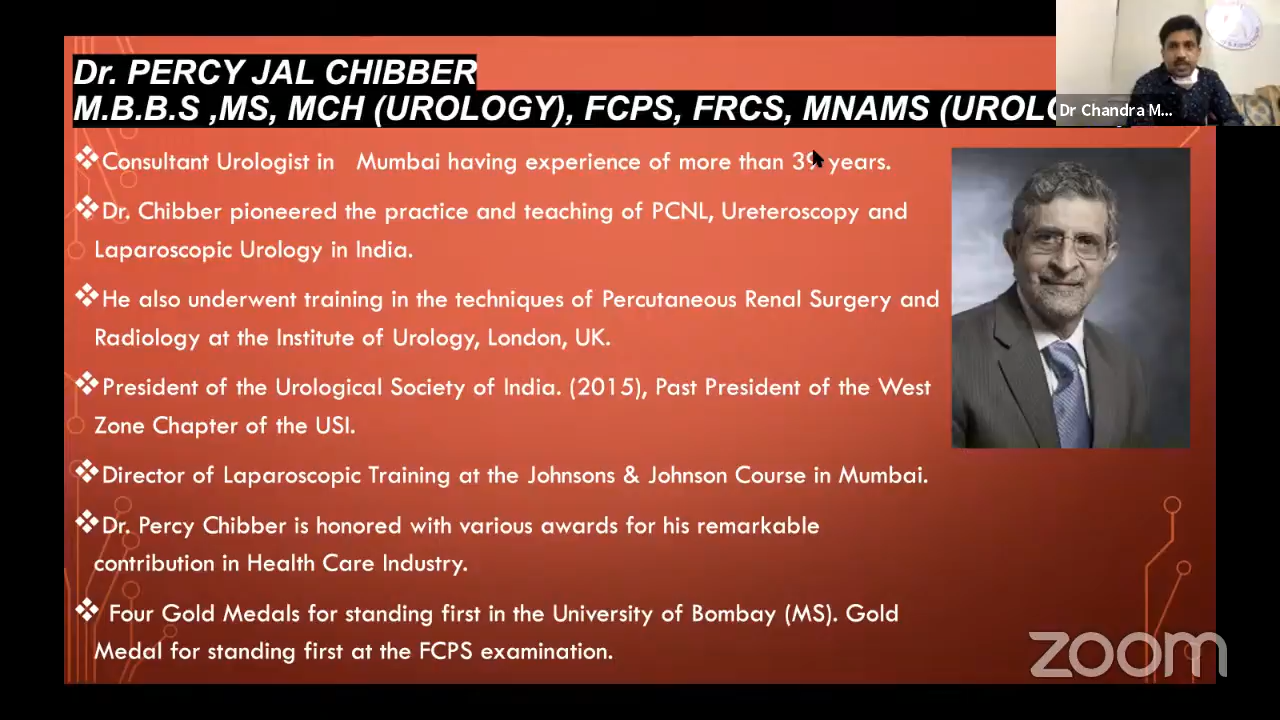 Dr. PERCY JAL CHIBBER
M.B.B.S ,MS, MCH (UROLOGY), FCPS, FRCS, MNAMS
Dr Chandra M...
❖Consultant Urologist in Mumbai having experience of more than 39 years.
❖Dr. Chibber pioneered the practice and teaching of PCNL, Ureteroscopy and
Laparoscopic Urology in India.
❖He also underwent training in the techniques of Percutaneous Renal Surgery and
Radiology at the Institute of Urology, London, UK.
❖President of the Urological Society of India. (2015), Past President of the West
Zone Chapter of the USI.
❖Director of Laparoscopic Training at the Johnsons & Johnson Course in Mumbai.
❖Dr. Percy Chibber is honored with various awards for his remarkable
contribution in Health Care Industry.
❖ Four Gold Medals for standing first in the University of Bombay (MS). Gold
Medal for standing first at the FCPS examination.
zoom